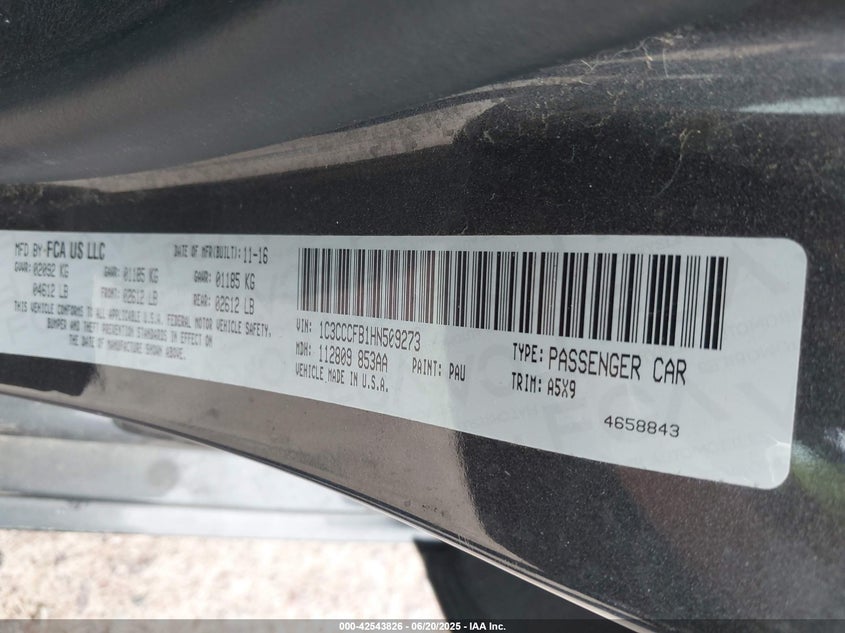 MFD BY: FCA US LLC
DATE OF MFR(BUILT): 11-16
GVWR: 02092 KG
04612 LB
GAWR: 01185 KG
FRONT: 02612 LB
GAWR: 01185 KG
REAR: 02612 LB
THIS VEHICLE CONFORMS TO ALL APPLICABLE U.S.A. FEDERAL MOTOR VEHICLE SAFETY,
BUMPER AND THEFT PREVENTION STANDARDS IN EFFECT ON
THE DATE OF MANUFACTURE SHOWN ABOVE.
VIN: 1C3CCCFB1HN509273
MDH: 112809 853AA
PAINT: PAU
VEHICLE MADE IN U.S.A.
TYPE: PASSENGER CAR
TRIM: A5X9
4658843
000-42543826 - 06/20/2025 - IAA Inc.